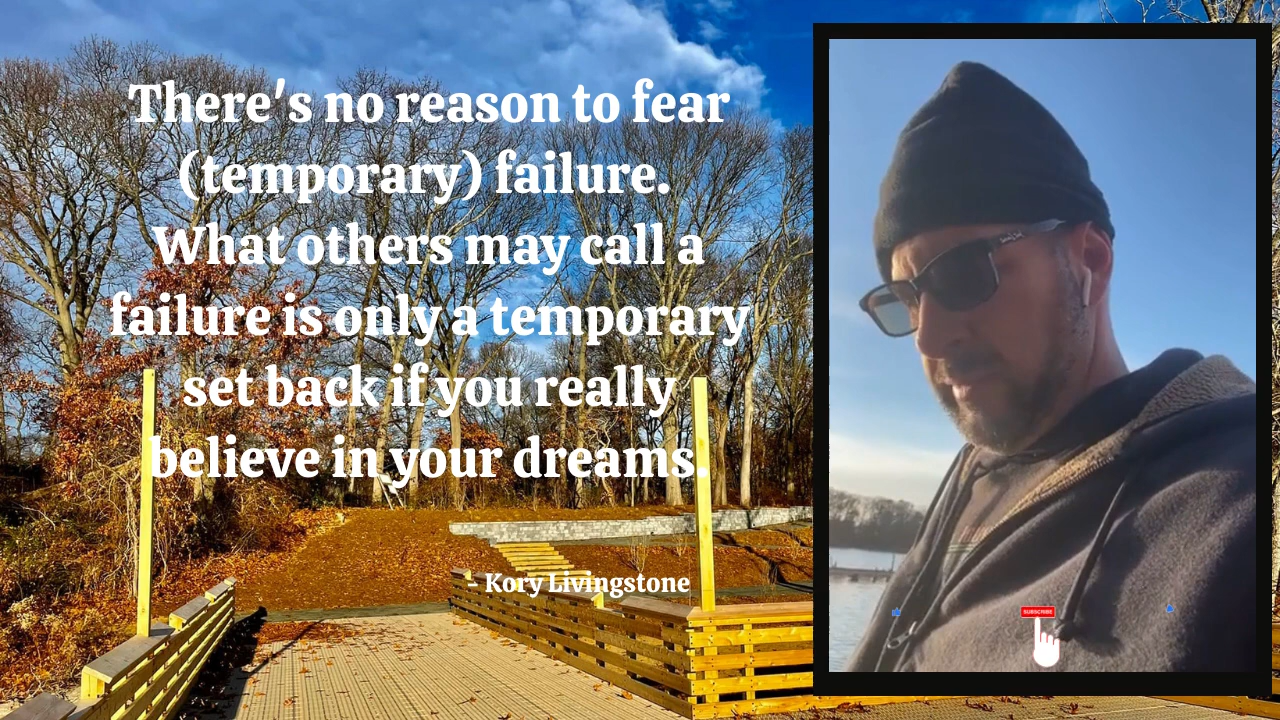 There's no reason to fear
(temporary) failure.
What others may call a
failure is only a temporary
set back if you really
believe in your dreams.
- Kory Livingstone
SUBSCRIBE